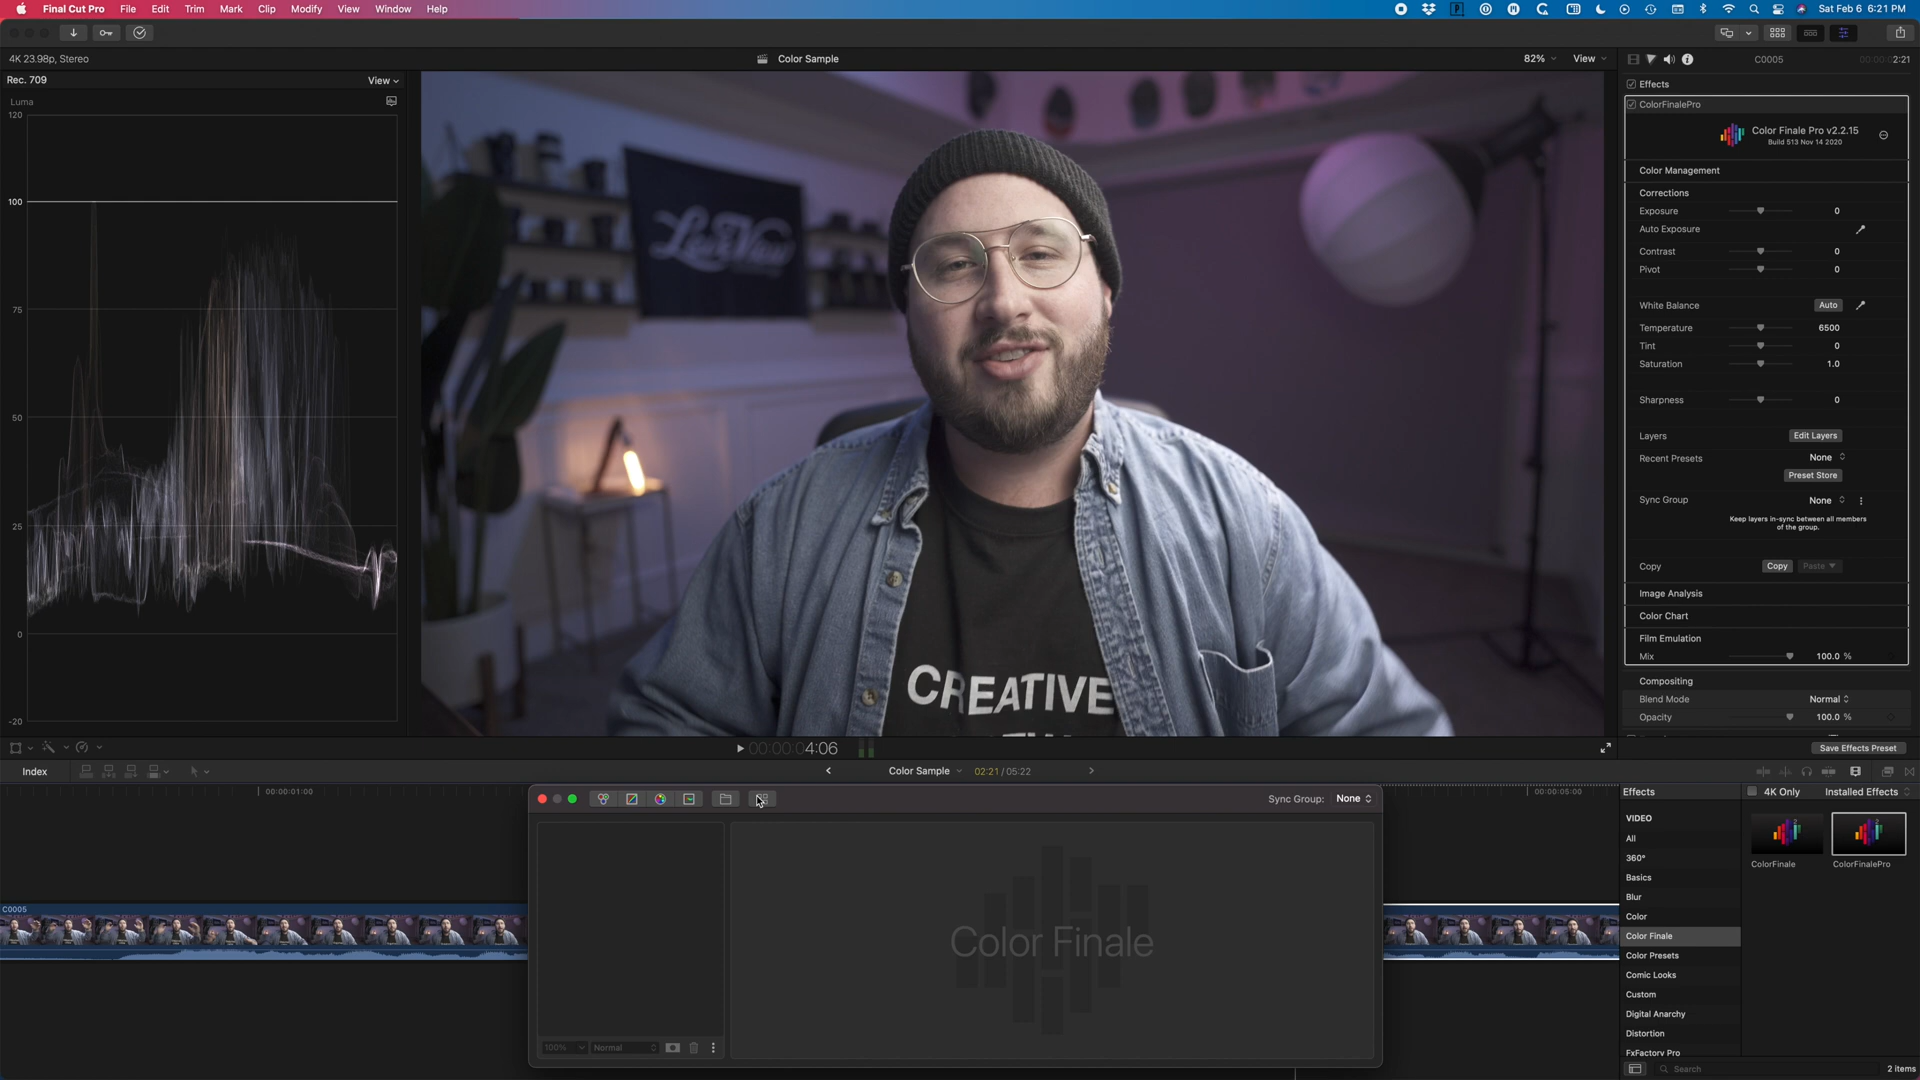 Final Cut Pro File Edit Trim Mark Clip Modify View Window Help
Sat Feb 6 6:21 PM
4K 23.98p, Stereo
Color Sample
82%
View
C0005
2:21
Rec. 709
View
Effects
Luma
ColorFinalePro
120
Color Finale Pro v2.2.15
Build 513 Nov 14 2020
Color Management
Corrections
100
Exposure 0
Auto Exposure
Contrast 0
Pivot 0
75
White Balance Auto
Temperature 6500
Tint 0
Saturation 1.0
50
Sharpness 0
Layers Edit Layers
Recent Presets None
Preset Store
Sync Group None
Keep layers in-sync between all members
of the group.
25
Copy Copy Paste
Image Analysis
Color Chart
0
Film Emulation
Mix 100.0 %
CREATIVE
Compositing
Blend Mode Normal
Opacity 100.0 %
-20
00:00:04:06
Save Effects Preset
Index
Color Sample
02:21 / 05:22
00:00:01:00
00:00:05:00
Sync Group: None
Effects
4K Only
Installed Effects
VIDEO
All
360°
Basics
Blur
Color
Color Finale
Color Presets
Comic Looks
Custom
Digital Anarchy
Distortion
FxFactory Pro
ColorFinale
ColorFinalePro
C0005
Color Finale
100%
Normal
Search
2 items